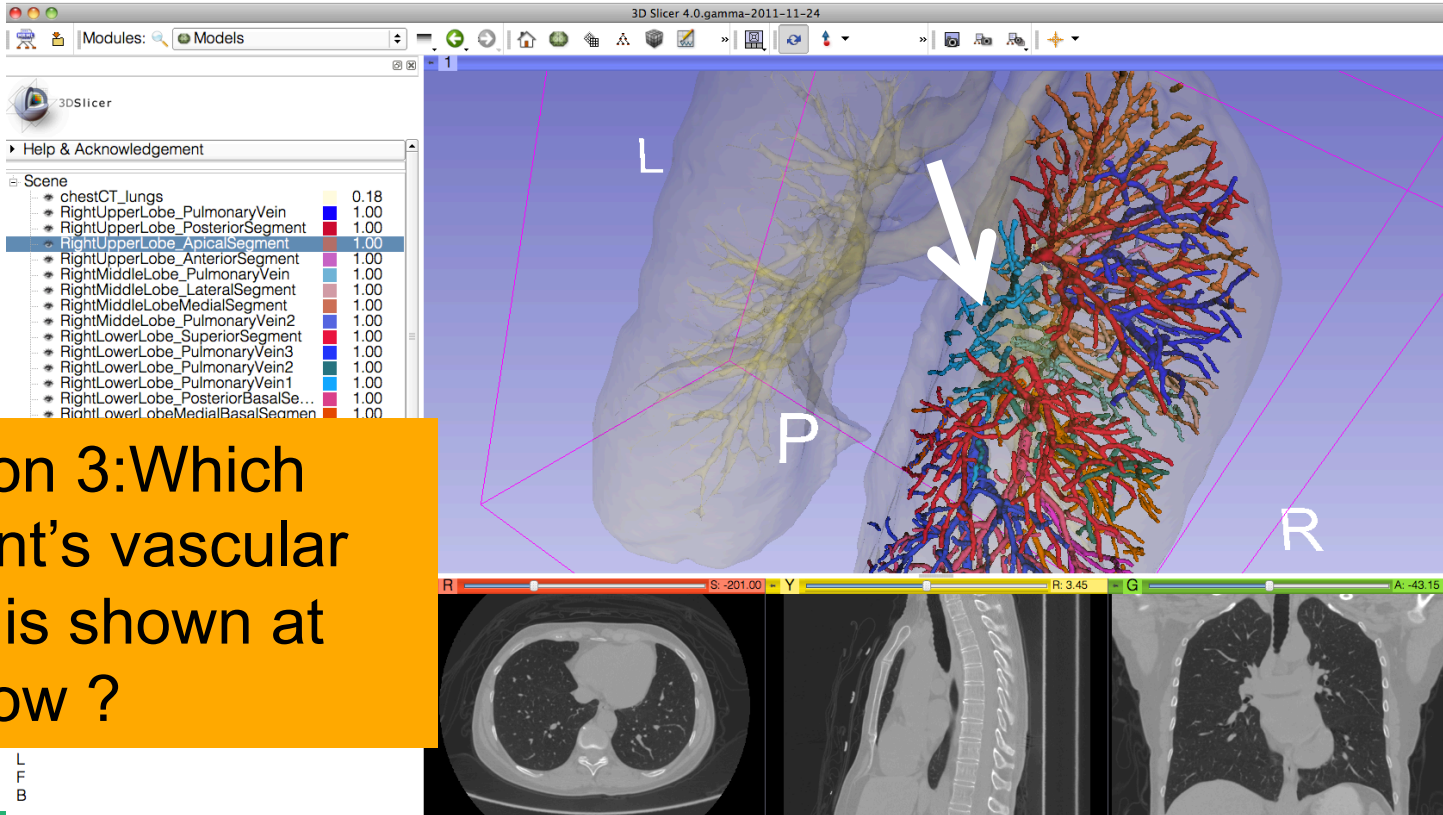 3D Slicer 4.0.gamma-2011-11-24
Modules: Models
3DSlicer
Help & Acknowledgement
Scene
chestCT_lungs 0.18
RightUpperLobe_PulmonaryVein 1.00
RightUpperLobe_PosteriorSegment 1.00
RightUpperLobe_ApicalSegment 1.00
RightUpperLobe_AnteriorSegment 1.00
RightMiddleLobe_PulmonaryVein 1.00
RightMiddleLobe_LateralSegment 1.00
RightMiddleLobeMedialSegment 1.00
RightMiddeLobe_PulmonaryVein2 1.00
RightLowerLobe_SuperiorSegment 1.00
RightLowerLobe_PulmonaryVein3 1.00
RightLowerLobe_PulmonaryVein2 1.00
RightLowerLobe_PulmonaryVein1 1.00
RightLowerLobe_PosteriorBasalSe... 1.00
RightLowerLobeMedialBasalSegmen 1.00
on 3:Which
nt's vascular
is shown at
ow ?
L
F
B
1
L
P
R
R S: -201.00 Y R: 3.45 G A: -43.15